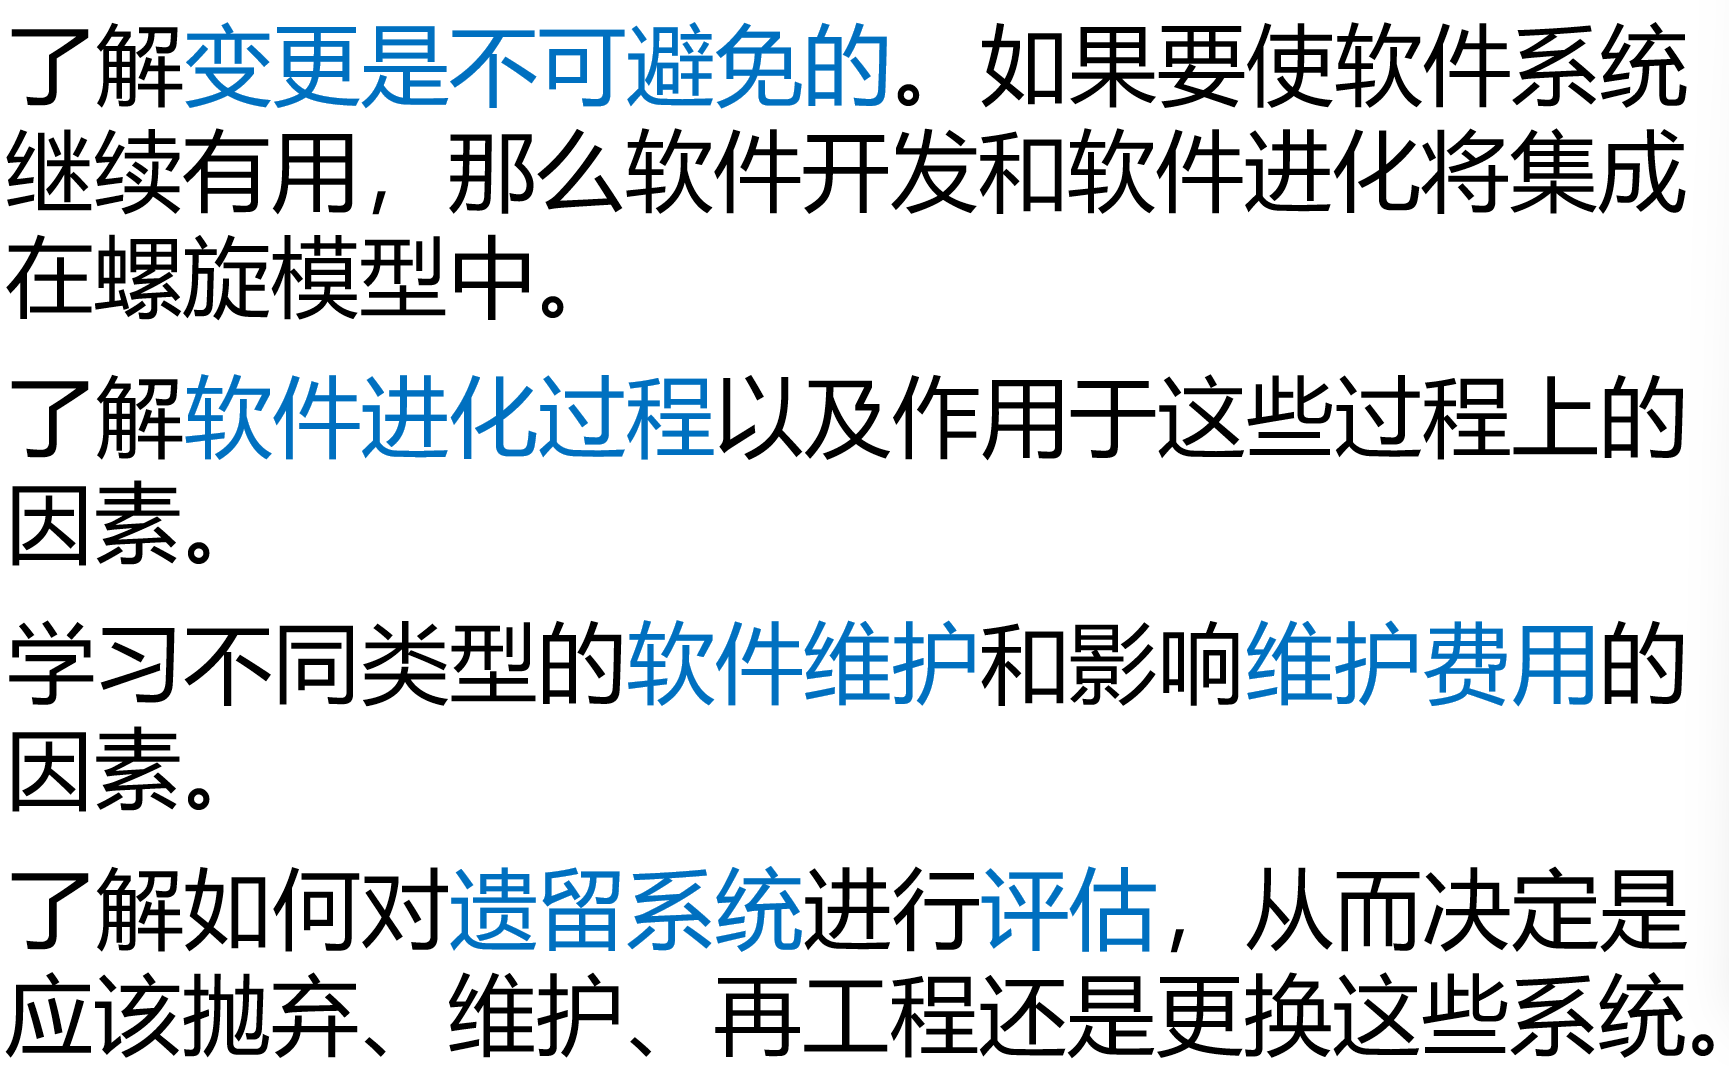 了解变更是不可避免的。如果要使软件系统
继续有用，那么软件开发和软件进化将集成
在螺旋模型中。
了解软件进化过程以及作用于这些过程上的
因素。
学习不同类型的软件维护和影响维护费用的
因素。
了解如何对遗留系统进行评估，从而决定是
应该抛弃、维护、再工程还是更换这些系统。